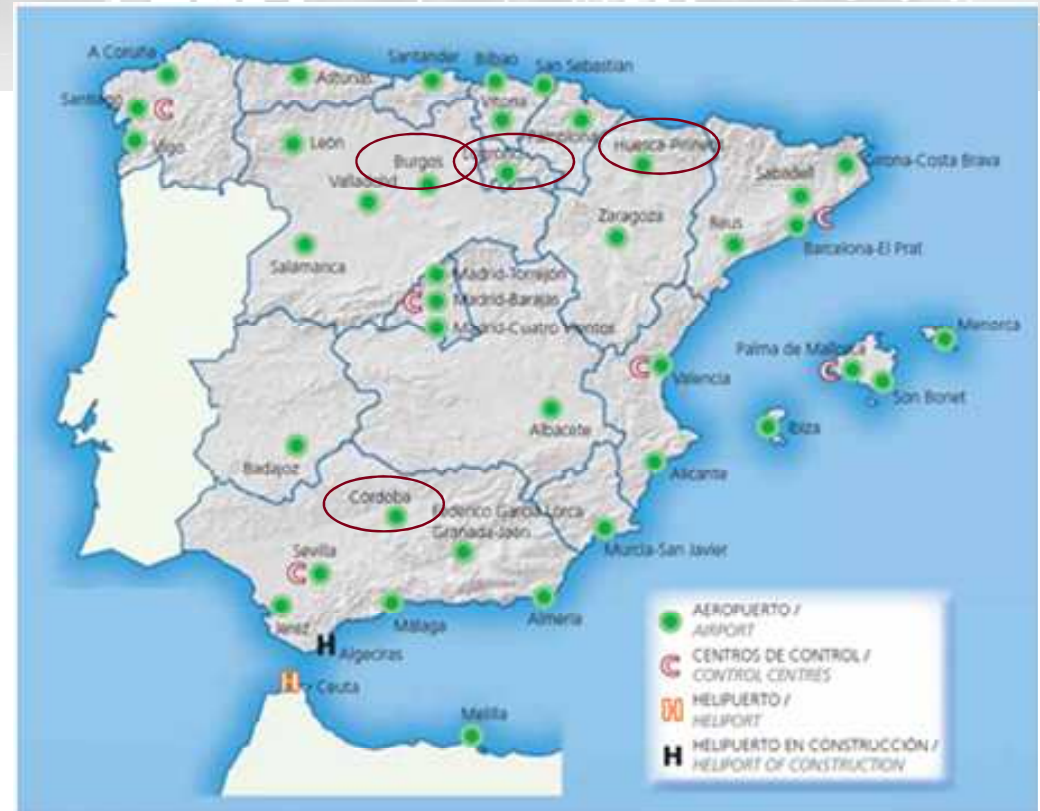 A Coruña
Asturias
Santander
Bilbao
San Sebastián
Santiago
C
Vitoria
Vigo
León
Burgos
Huesca-Pirineos
Girona-Costa Brava
Sabadell
Valladolid
Zaragoza
Reus
C
Barcelona-El Prat
Salamanca
Madrid-Torrejón
C
Madrid-Barajas
Madrid-Cuatro Vientos
Menorca
Palma de Mallorca
C
Valencia
C
Son Bonet
Albacete
Ibiza
Badajoz
Alicante
Córdoba
Federico García Lorca
Granada-Jaén
Murcia-San Javier
Sevilla
C
Jerez
Málaga
Almería
H
Algeciras
H
Ceuta
Melilla
AEROPUERTO /
AIRPORT
C CENTROS DE CONTROL /
CONTROL CENTRES
H HELIPUERTO /
HELIPORT
H HELIPUERTO EN CONSTRUCCIÓN /
HELIPORT OF CONSTRUCTION